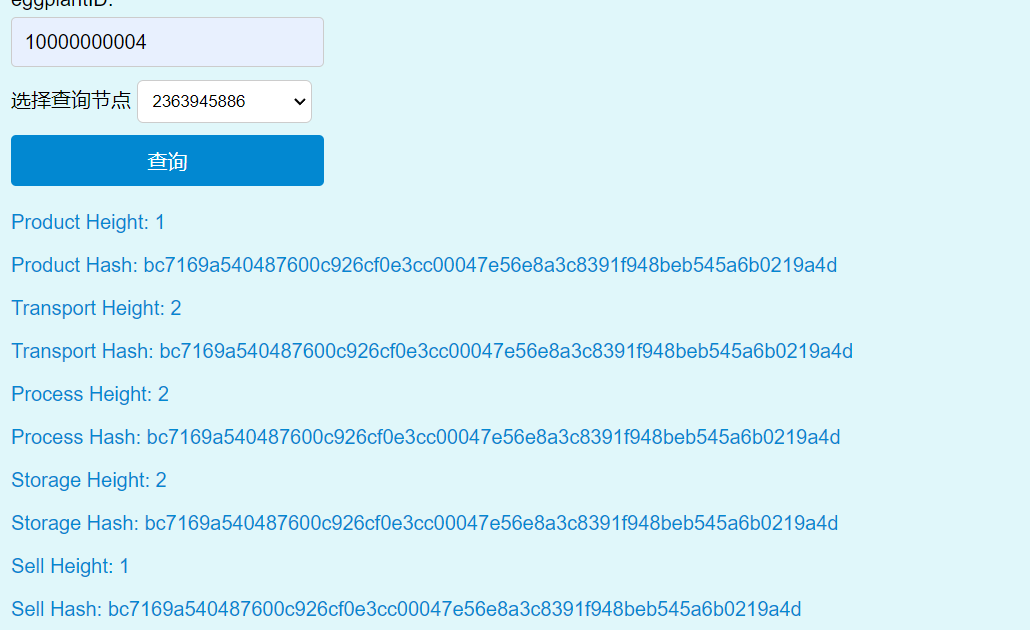 eggplantID:
10000000004
选择查询节点 2363945886
查询
Product Height: 1
Product Hash: bc7169a540487600c926cf0e3cc00047e56e8a3c8391f948beb545a6b0219a4d
Transport Height: 2
Transport Hash: bc7169a540487600c926cf0e3cc00047e56e8a3c8391f948beb545a6b0219a4d
Process Height: 2
Process Hash: bc7169a540487600c926cf0e3cc00047e56e8a3c8391f948beb545a6b0219a4d
Storage Height: 2
Storage Hash: bc7169a540487600c926cf0e3cc00047e56e8a3c8391f948beb545a6b0219a4d
Sell Height: 1
Sell Hash: bc7169a540487600c926cf0e3cc00047e56e8a3c8391f948beb545a6b0219a4d